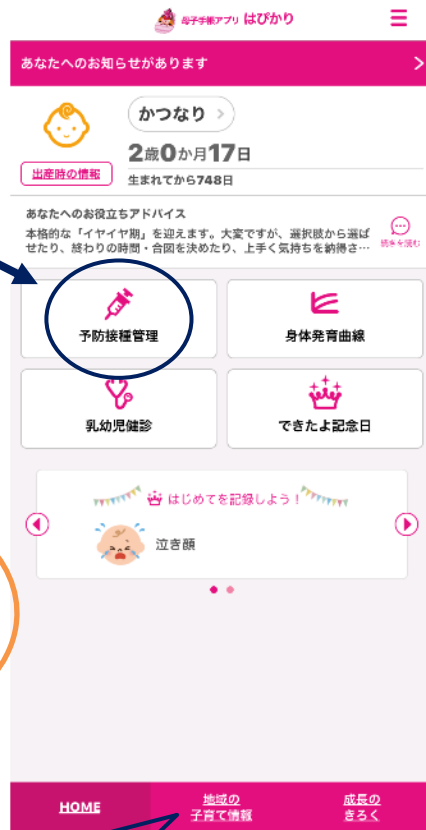 母子手帳アプリ はぴかり
あなたへのお知らせがあります
かつなり
2歳0か月17日
出産時の情報
生まれてから748日
あなたへのお役立ちアドバイス
本格的な「イヤイヤ期」を迎えます。大変ですが、選択肢から選ば
せたり、終わりの時間・合図を決めたり、上手く気持ちを納得さ…
続きを読む
予防接種管理
身体発育曲線
乳幼児健診
できたよ記念日
はじめてを記録しよう！
泣き顔
HOME
地域の
子育て情報
成長の
きろく